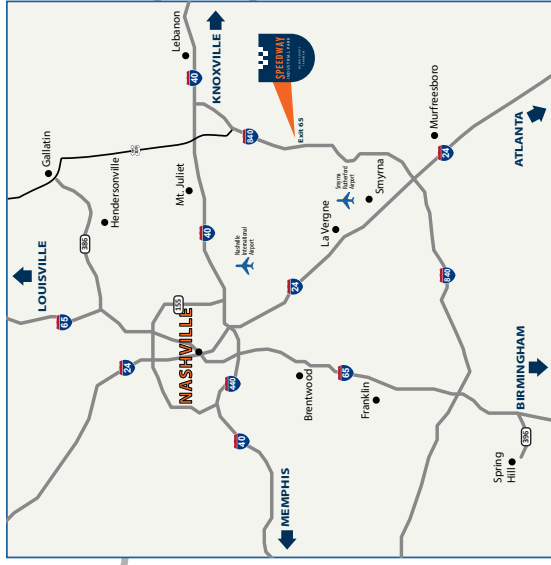 LOUISVILLE
Gallatin
65
386
Hendersonville
24
155
NASHVILLE
Lebanon
Mt. Juliet
40
KNOXVILLE
40
440
40
Nashville
International
Airport
840
MEMPHIS
SPEEDWAY
INDUSTRIAL PARK
Exit 65
24
Brentwood
La Vergne
Smyrna
Rutherford
Airport
65
Franklin
Smyrna
Murfreesboro
24
840
Spring
Hill
396
BIRMINGHAM
ATLANTA